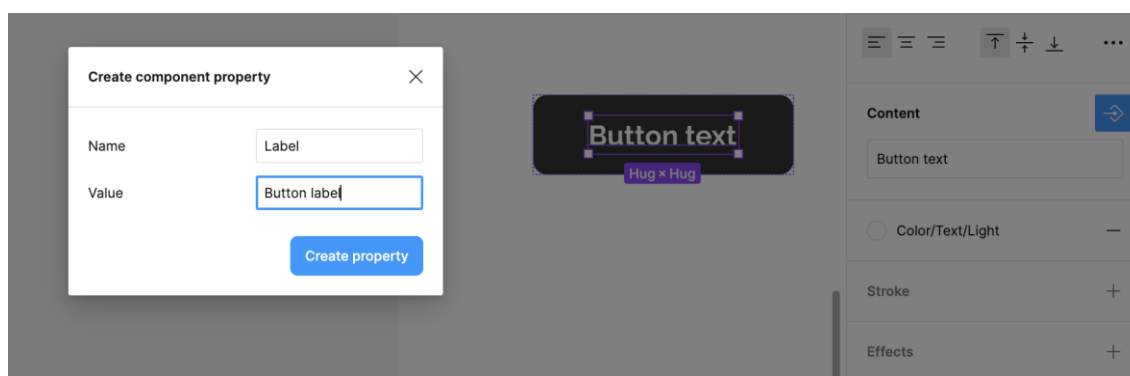 Create component property
Name
Label
Value
Button label
Create property
Button text
Hug × Hug
Content
Button text
Color/Text/Light
Stroke
Effects